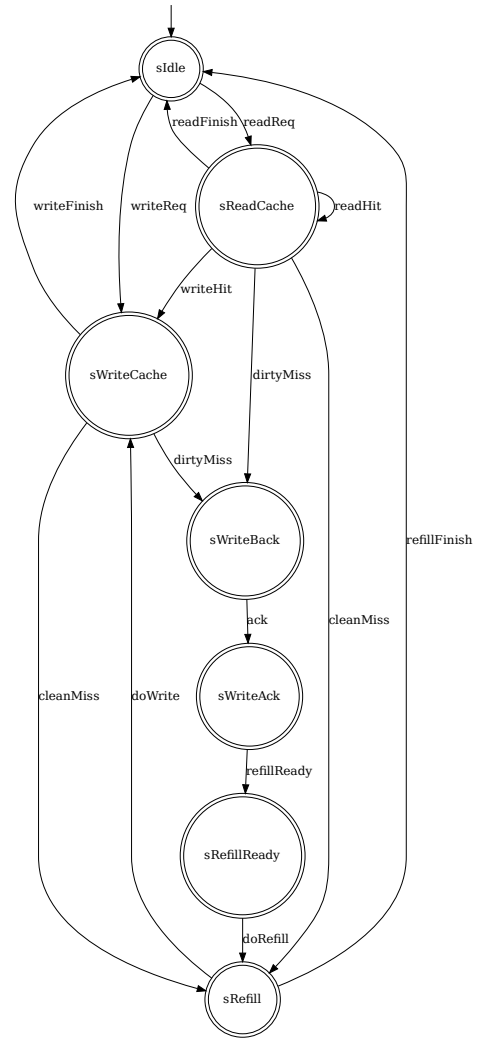 sIdle
readFinish
readReq
sReadCache
readHit
writeFinish
writeReq
writeHit
sWriteCache
dirtyMiss
dirtyMiss
sWriteBack
refillFinish
ack
cleanMiss
sWriteAck
cleanMiss
doWrite
refillReady
sRefillReady
doRefill
sRefill